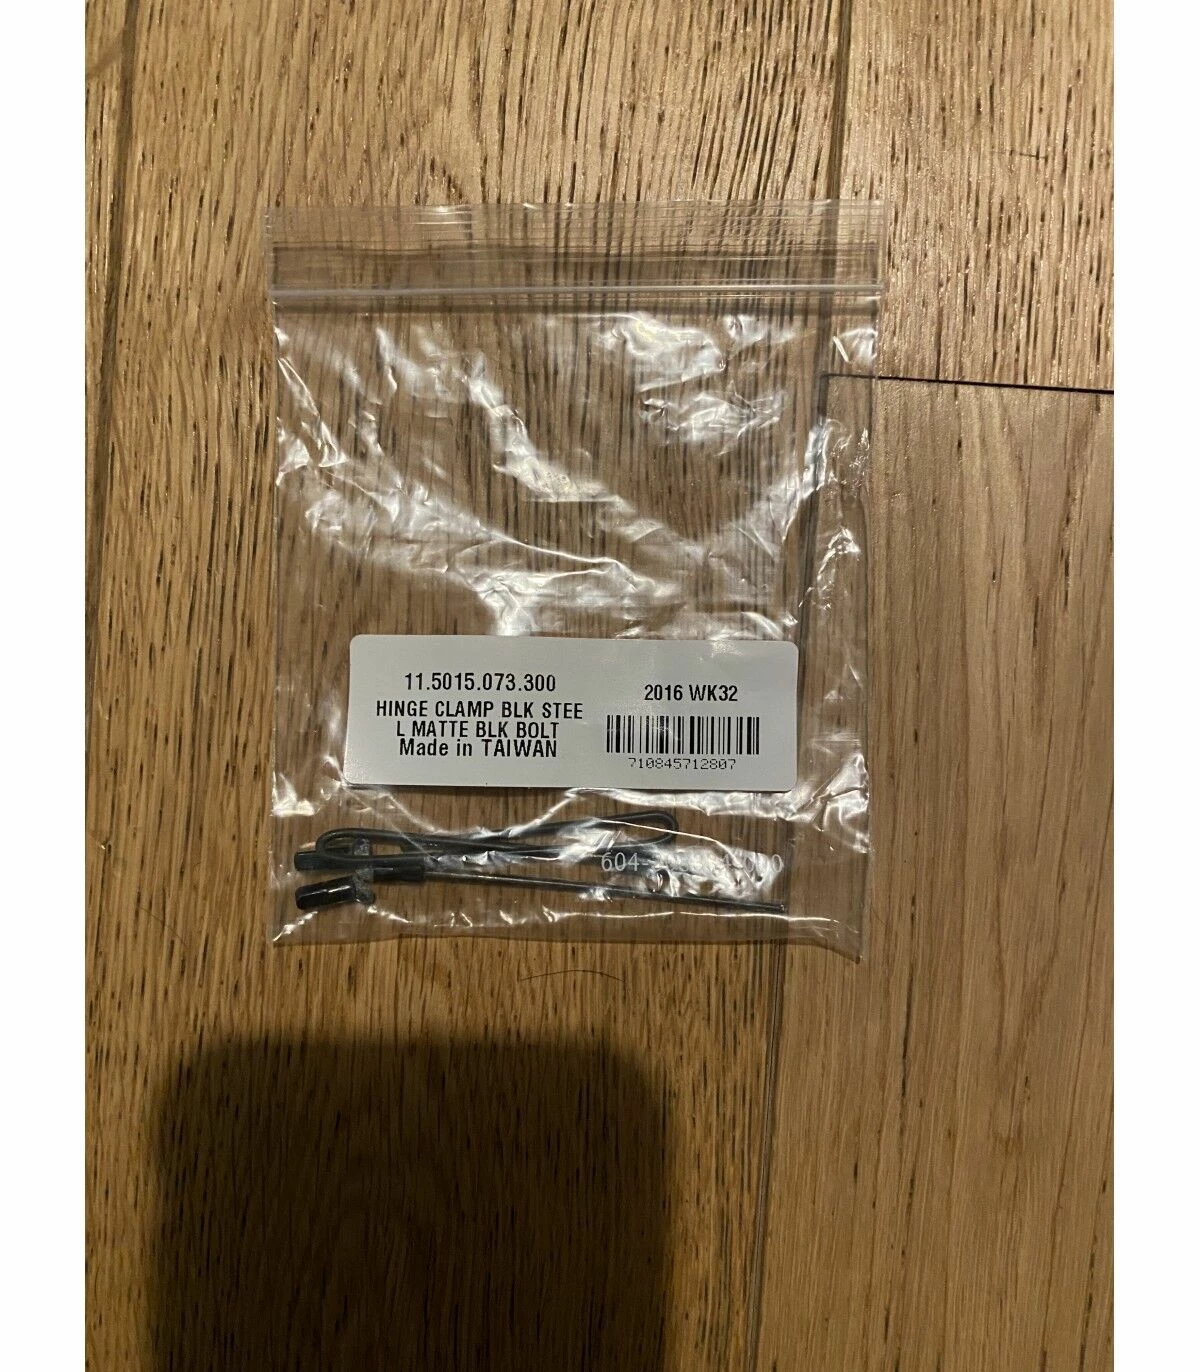 11.5015.073.300
HINGE CLAMP BLK STEE
L MATTE BLK BOLT
Made in TAIWAN
2016 WK32
710845712807